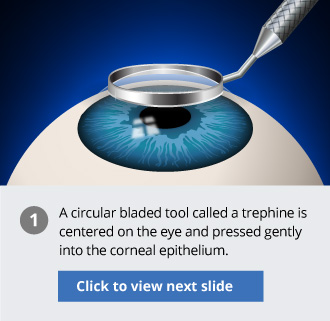 1
A circular bladed tool called a trephine is
centered on the eye and pressed gently
into the corneal epithelium.
Click to view next slide